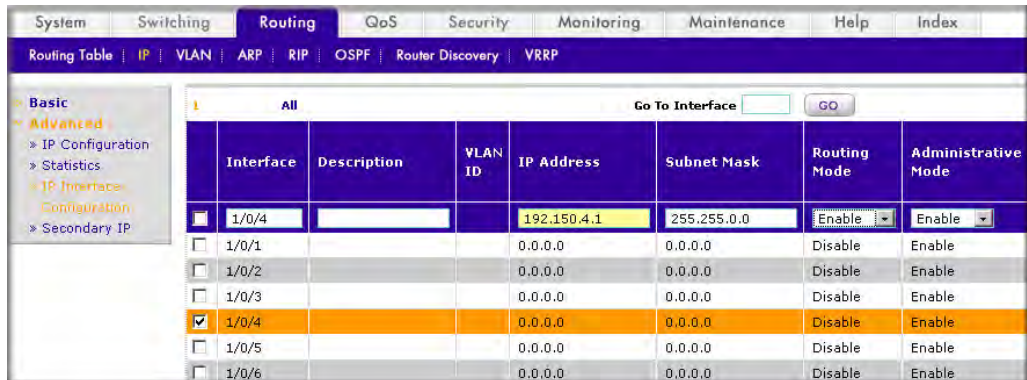 System Switching Routing QoS Security Monitoring Maintenance Help Index
Routing Table | IP | VLAN | ARP | RIP | OSPF | Router Discovery | VRRP
Basic
Advanced
» IP Configuration
» Statistics
» IP Interface
Configuration
» Secondary IP
1 All Go To Interface GO
Interface Description VLAN ID IP Address Subnet Mask Routing Mode Administrative Mode
1/0/4 192.150.4.1 255.255.0.0 Enable Enable
1/0/1 0.0.0.0 0.0.0.0 Disable Enable
1/0/2 0.0.0.0 0.0.0.0 Disable Enable
1/0/3 0.0.0.0 0.0.0.0 Disable Enable
1/0/4 0.0.0.0 0.0.0.0 Disable Enable
1/0/5 0.0.0.0 0.0.0.0 Disable Enable
1/0/6 0.0.0.0 0.0.0.0 Disable Enable